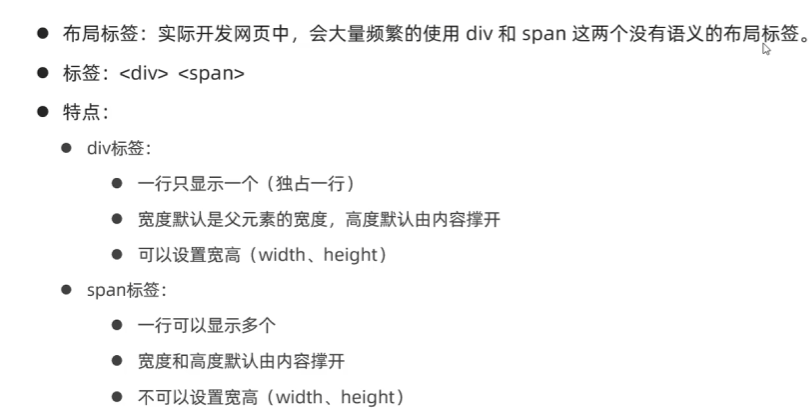 布局标签：实际开发网页中，会大量频繁的使用 div 和 span 这两个没有语义的布局标签。
标签：<div> <span>
特点：
div标签：
一行只显示一个（独占一行）
宽度默认是父元素的宽度，高度默认由内容撑开
可以设置宽高（width、height）
span标签：
一行可以显示多个
宽度和高度默认由内容撑开
不可以设置宽高（width、height）